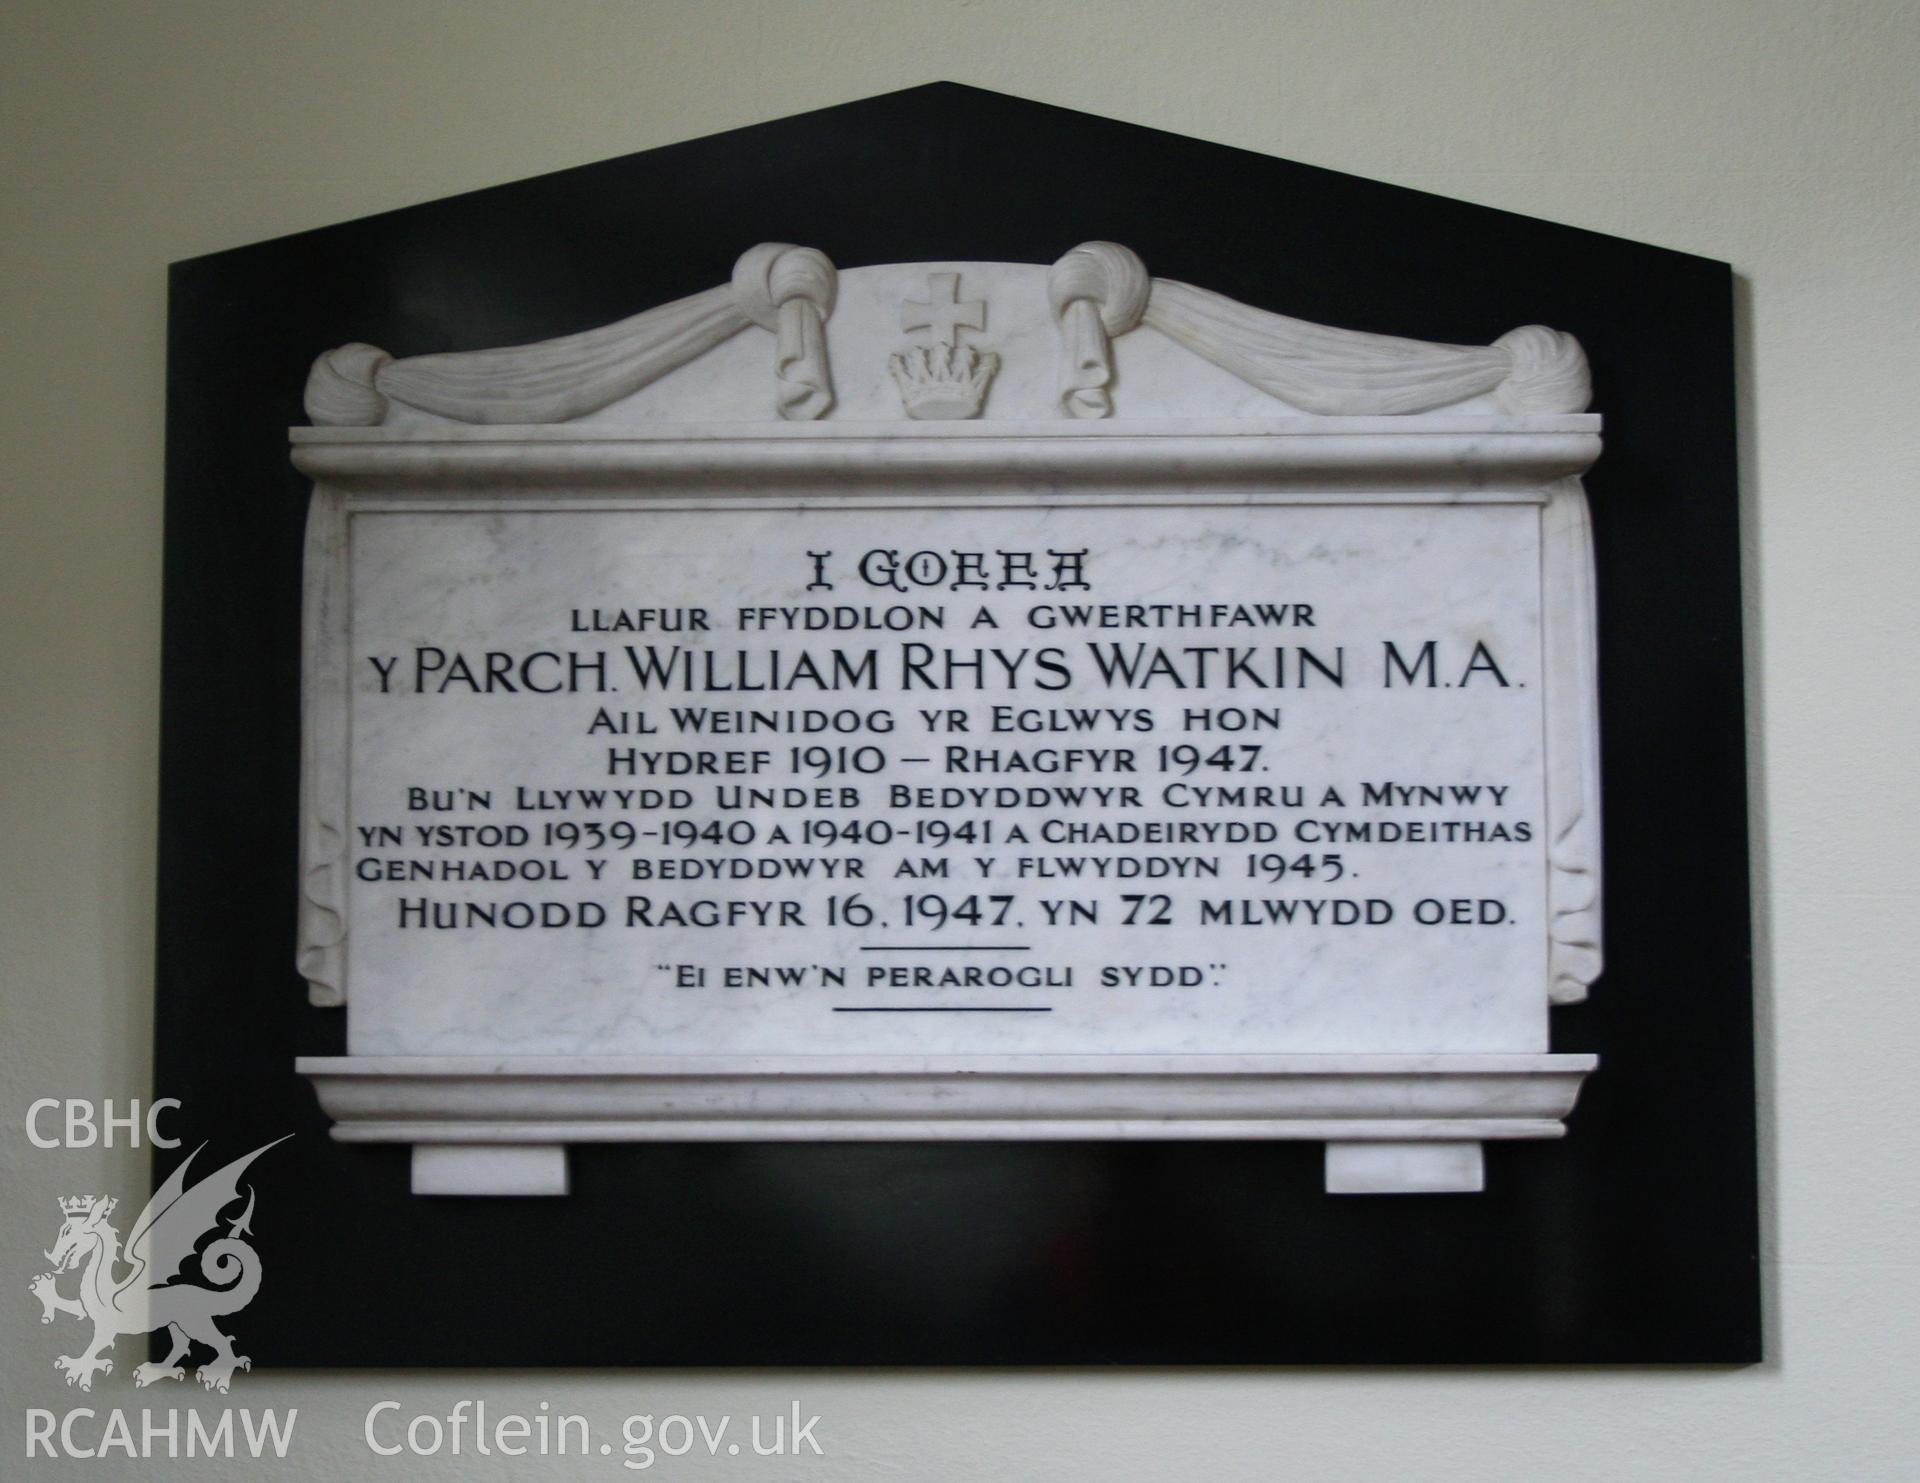 I GOFFA
LLAFUR FFYDDLON A GWERTHFAWR
Y PARCH. WILLIAM RHYS WATKIN M.A.
AIL WEINIDOG YR EGLWYS HON
HYDREF 1910 – RHAGFYR 1947.
BU'N LLYWYDD UNDEB BEDYDDWYR CYMRU A MYNWY
YN YSTOD 1939-1940 A 1940-1941 A CHADEIRYDD CYMDEITHAS
GENHADOL Y BEDYDDWYR AM Y FLWYDDYN 1945.
HUNODD RAGFYR 16, 1947, YN 72 MLWYDD OED.
"EI ENW'N PERAROGLI SYDD".
CBHC
RCAHMW
Coflein.gov.uk